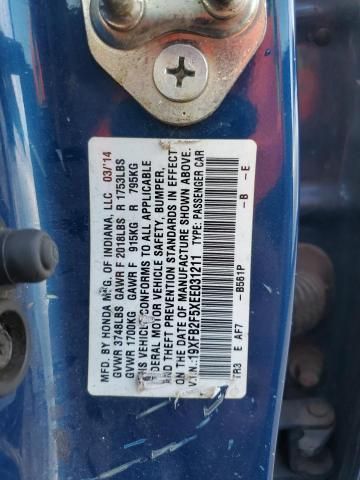 MFD. BY HONDA MFG. OF INDIANA, LLC 03/'14
GVWR 3748LBS GAWR F 2018LBS R 1753LBS
GVWR 1700KG GAWR F 915KG R 795KG
THIS VEHICLE CONFORMS TO ALL APPLICABLE
FEDERAL MOTOR VEHICLE SAFETY, BUMPER,
AND THEFT PREVENTION STANDARDS IN EFFECT
ON THE DATE OF MANUFACTURE SHOWN ABOVE.
V.I.N.:19XFB2F5XEE031211 TYPE: PASSENGER CAR
TR3 E AF7 -B561P -B -E